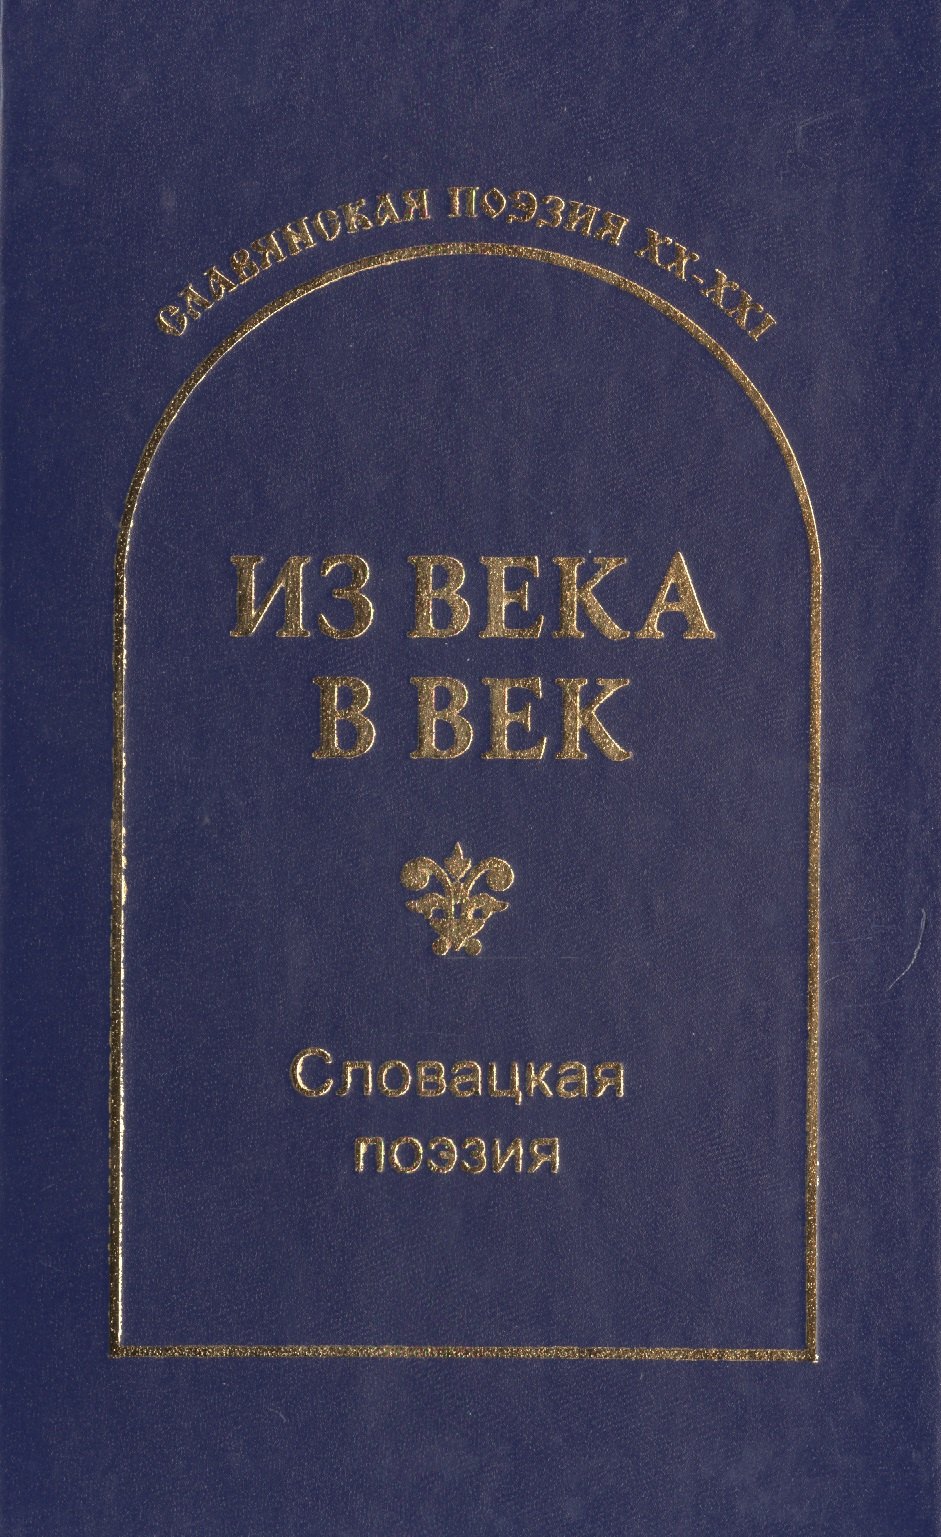 СЛАВЯНСКАЯ ПОЭЗИЯ XX-XXI
ИЗ ВЕКА
В ВЕК
Словацкая
поэзия